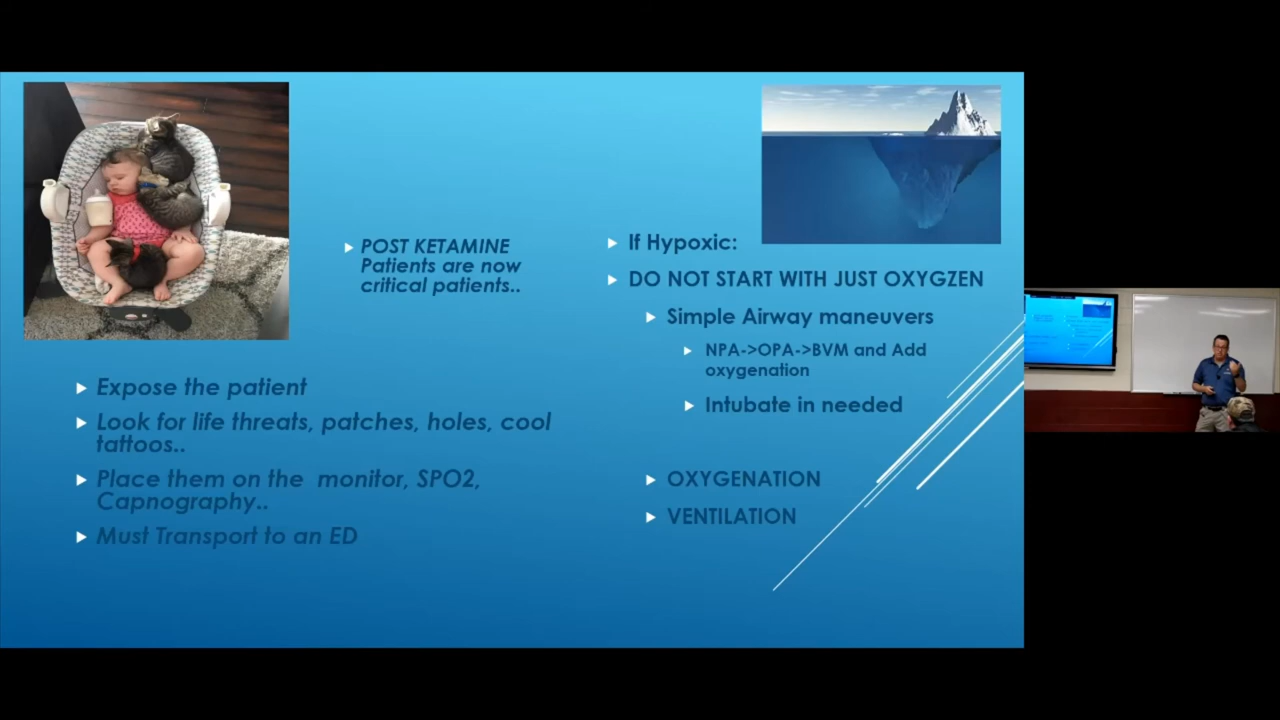 POST KETAMINE
Patients are now
critical patients..
Expose the patient
Look for life threats, patches, holes, cool
tattoos..
Place them on the monitor, SPO2,
Capnography..
Must Transport to an ED
If Hypoxic:
DO NOT START WITH JUST OXYGZEN
Simple Airway maneuvers
NPA->OPA->BVM and Add
oxygenation
Intubate in needed
OXYGENATION
VENTILATION